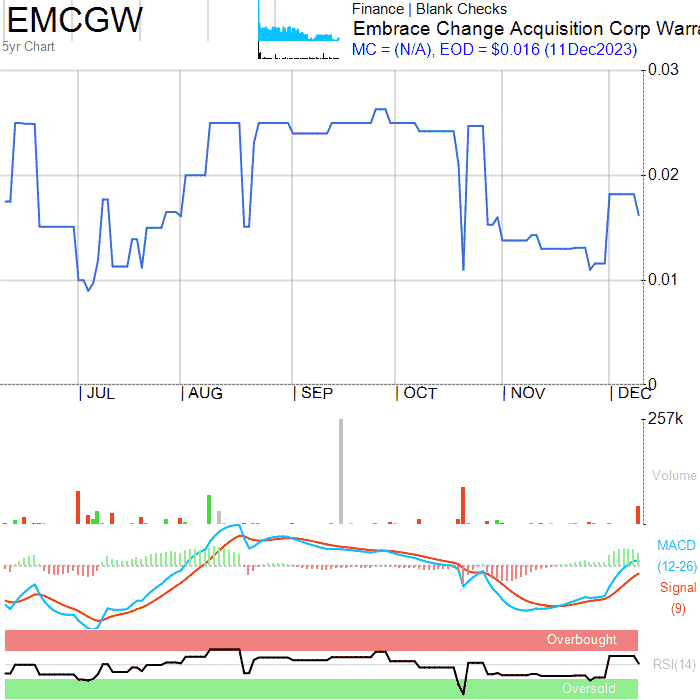 EMCGW
5yr Chart
Finance | Blank Checks
Embrace Change Acquisition Corp Warra
MC = (N/A), EOD = $0.016 (11Dec2023)
0.03
0.02
0.01
0
| JUL | AUG | SEP | OCT | NOV | DEC
257k
Volume
MACD
(12-26)
Signal
(9)
Overbought
RSI(14)
Oversold